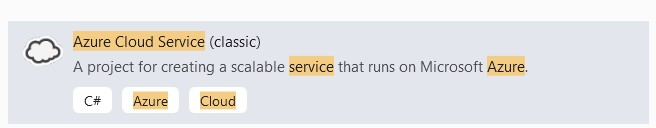 Azure Cloud Service (classic)
A project for creating a scalable service that runs on Microsoft Azure.
C# Azure Cloud